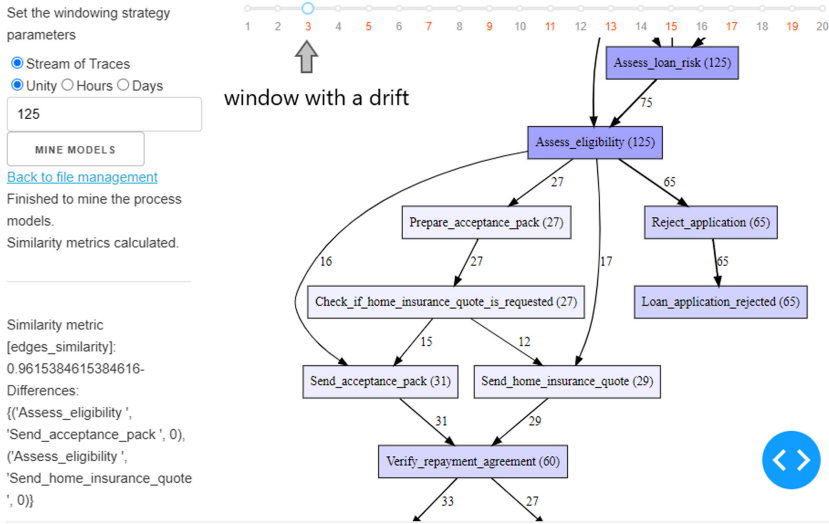 Set the windowing strategy
parameters
Stream of Traces
Unity Hours Days
125
MINE MODELS
Back to file management
Finished to mine the process
models.
Similarity metrics calculated.
Similarity metric
[edges_similarity]:
0.9615384615384616-
Differences:
{('Assess_eligibility ',
'Send_acceptance_pack ', 0),
('Assess_eligibility ',
'Send_home_insurance_quote
', 0)}
1 2 3 4 5 6 7 8 9 10 11 12 13 14 15 16 17 18 19 20
window with a drift
Assess_loan_risk (125)
75
Assess_eligibility (125)
27 65
Prepare_acceptance_pack (27) Reject_application (65)
16 27 17 65
Check_if_home_insurance_quote_is_requested (27) Loan_application_rejected (65)
15 12
Send_acceptance_pack (31) Send_home_insurance_quote (29)
31 29
Verify_repayment_agreement (60)
33 27